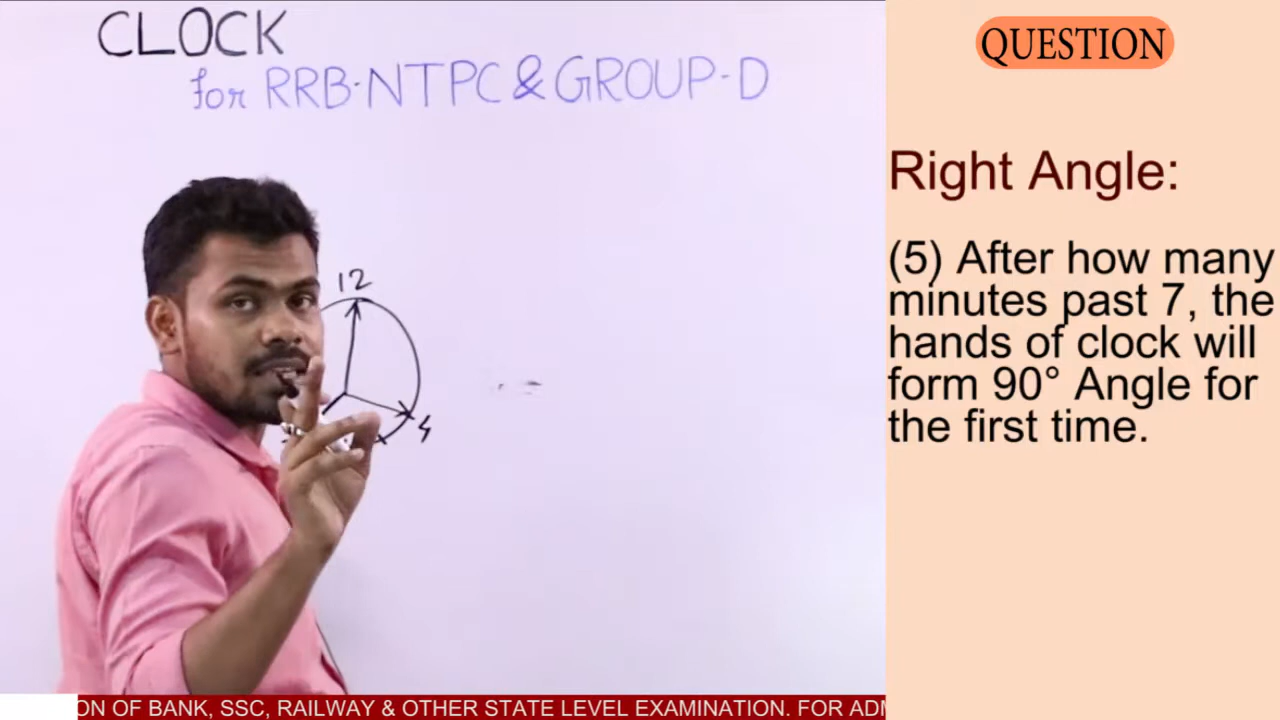 CLOCK
for RRB-NTPC & GROUP-D
12
4
QUESTION
Right Angle:
(5) After how many
minutes past 7, the
hands of clock will
form 90° Angle for
the first time.
ON OF BANK, SSC, RAILWAY & OTHER STATE LEVEL EXAMINATION. FOR ADM